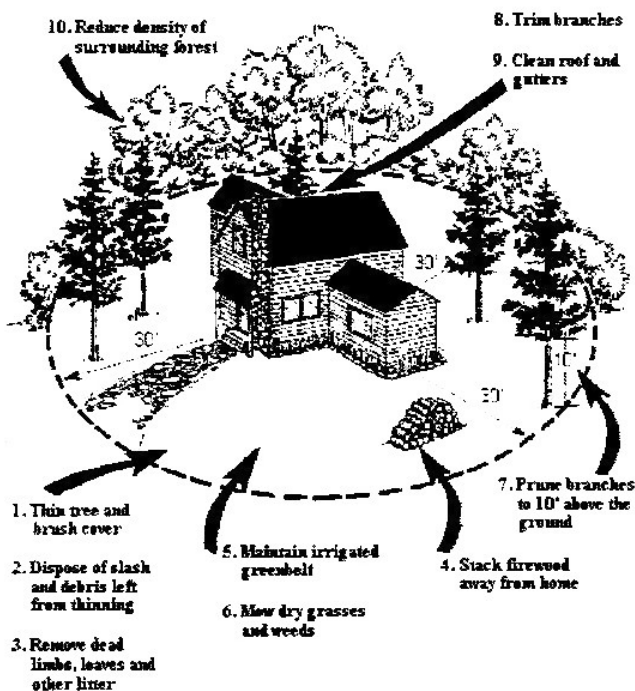 10. Reduce density of
surrounding forest
8. Trim branches
9. Clean roof and
gutters
30'
30'
10'
30'
1. Thin tree and
brush cover
2. Dispose of slash
and debris left
from thinning
3. Remove dead
limbs, leaves and
other litter
5. Maintain irrigated
greenbelt
6. Mow dry grasses
and weeds
4. Stack firewood
away from home
7. Prune branches
to 10' above the
ground